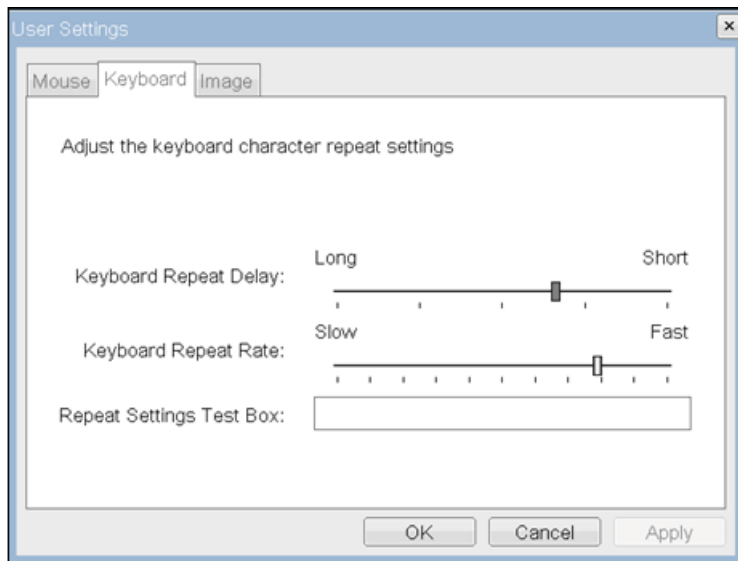 User Settings
Mouse Keyboard Image
Adjust the keyboard character repeat settings
Long Short
Keyboard Repeat Delay:
Slow Fast
Keyboard Repeat Rate:
Repeat Settings Test Box:
OK Cancel Apply